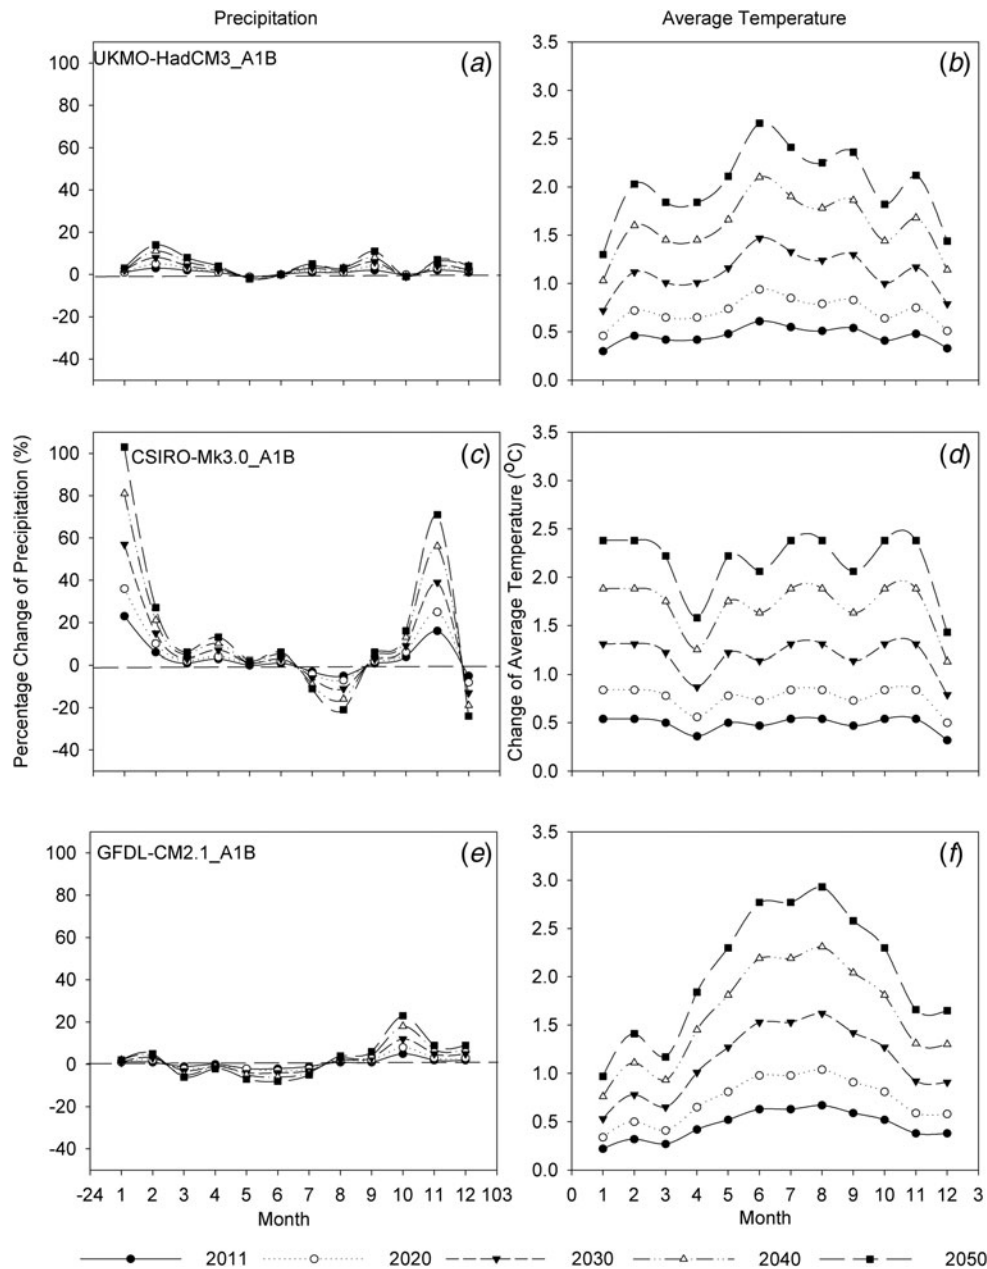 Precipitation
Average Temperature
UKMO-HadCM3_A1B
(a)
100
80
60
40
20
0
-20
-40
(b)
3.5
3.0
2.5
2.0
1.5
1.0
0.5
0.0
Percentage Change of Precipitation (%)
CSIRO-Mk3.0_A1B
(c)
100
80
60
40
20
0
-20
-40
Change of Average Temperature (°C)
(d)
3.5
3.0
2.5
2.0
1.5
1.0
0.5
0.0
GFDL-CM2.1_A1B
(e)
100
80
60
40
20
0
-20
-40
-24 1 2 3 4 5 6 7 8 9 10 11 12 103
Month
(f)
3.5
3.0
2.5
2.0
1.5
1.0
0.5
0.0
0 1 2 3 4 5 6 7 8 9 10 11 12 3
Month
2011 2020 2030 2040 2050